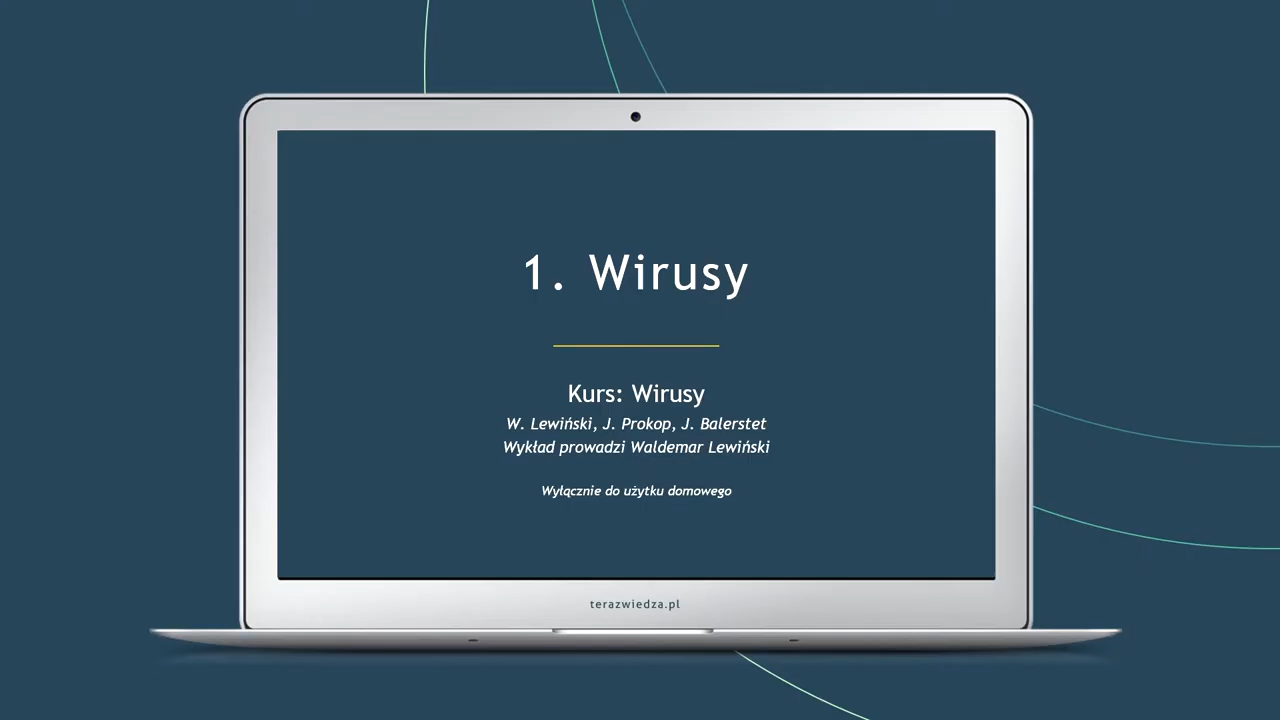 1. Wirusy
Kurs: Wirusy
W. Lewiński, J. Prokop, J. Balerstet
Wykład prowadzi Waldemar Lewiński
Wyłącznie do użytku domowego
terazwiedza.pl